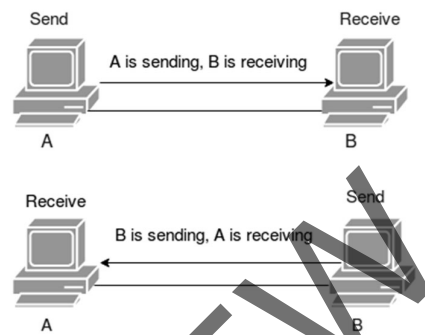 Send Receive
A is sending, B is receiving
A B
Receive Send
B is sending, A is receiving
A B